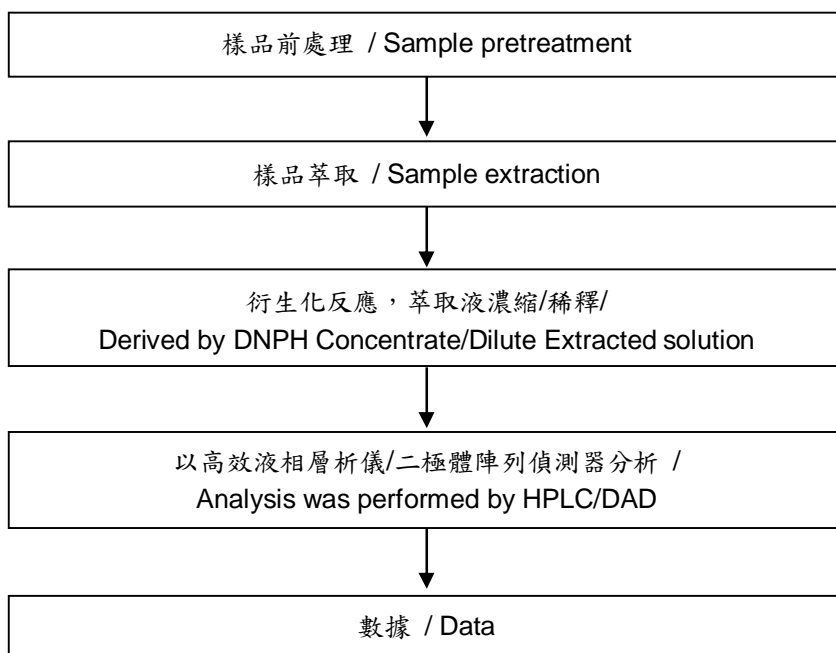 樣品前處理 / Sample pretreatment
樣品萃取 / Sample extraction
衍生化反應，萃取液濃縮/稀釋/
Derived by DNPH Concentrate/Dilute Extracted solution
以高效液相層析儀/二極體陣列偵測器分析 /
Analysis was performed by HPLC/DAD
數據 / Data